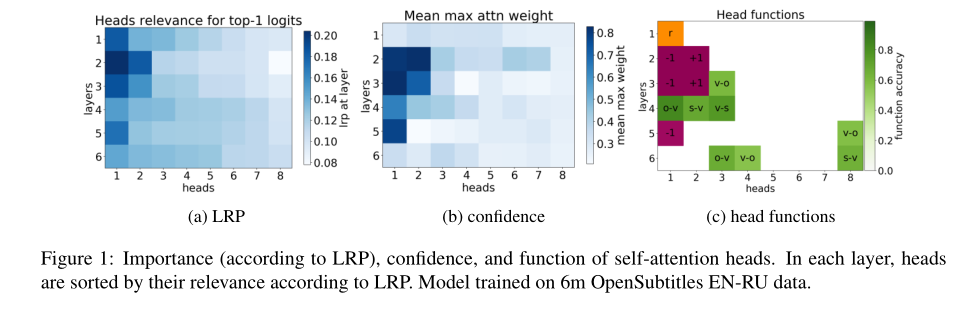 Heads relevance for top-1 logits
layers
1
2
3
4
5
6
1 2 3 4 5 6 7 8
heads
0.20
0.18
0.16
0.14
0.12
0.10
0.08
lrp at layer
(a) LRP
Mean max attn weight
layers
1
2
3
4
5
6
1 2 3 4 5 6 7 8
heads
0.8
0.7
0.6
0.5
0.4
0.3
mean max weight
(b) confidence
Head functions
layers
1 r
2 -1 +1
3 -1 +1 v-o
4 o-v s-v v-s
5 -1 v-o
6 o-v v-o s-v
1 2 3 4 5 6 7 8
heads
0.8
0.6
0.4
0.2
0.0
function accuracy
(c) head functions
Figure 1: Importance (according to LRP), confidence, and function of self-attention heads. In each layer, heads
are sorted by their relevance according to LRP. Model trained on 6m OpenSubtitles EN-RU data.